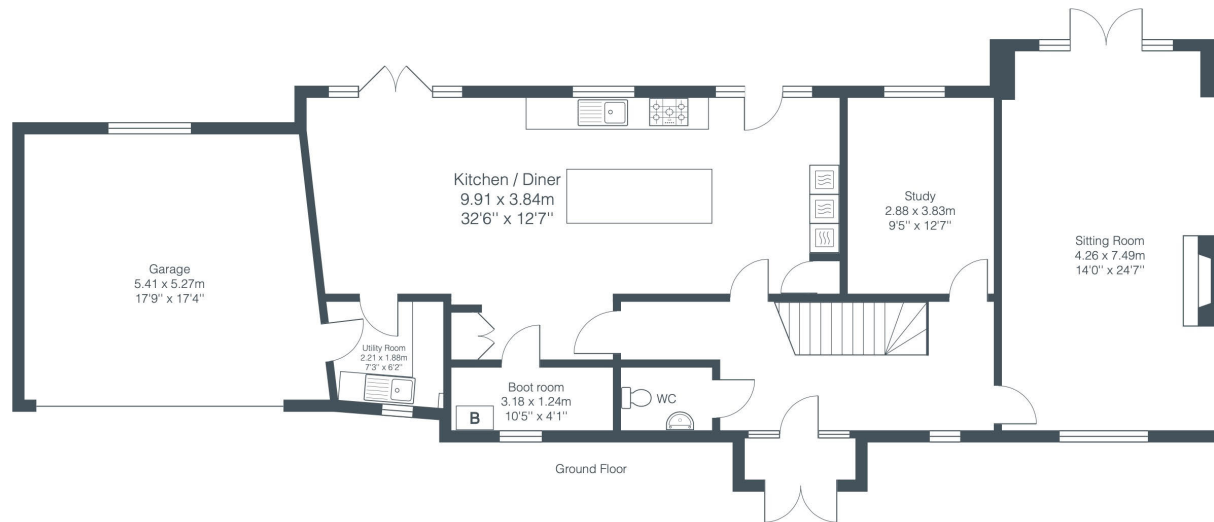 Kitchen / Diner
9.91 x 3.84m
32'6'' x 12'7''
Study
2.88 x 3.83m
9'5'' x 12'7''
Sitting Room
4.26 x 7.49m
14'0'' x 24'7''
Garage
5.41 x 5.27m
17'9'' x 17'4''
Utility Room
2.21 x 1.88m
7'3'' x 6'2''
Boot room
3.18 x 1.24m
10'5'' x 4'1''
B
WC
Ground Floor